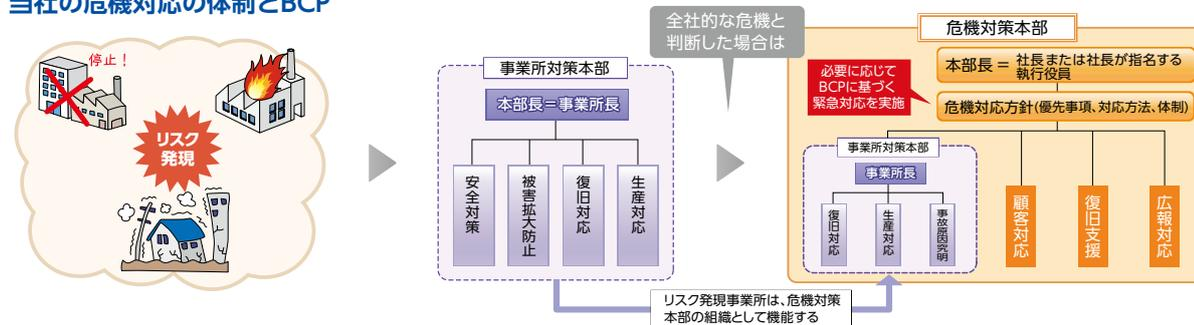 当社の危機対応の体制とBCP
停止！
リスク
発現
事業所対策本部
本部長＝事業所長
安全対策
被害拡大防止
復旧対応
生産対応
全社的な危機と
判断した場合は
危機対策本部
本部長＝ 社長または社長が指名する
執行役員
必要に応じて
BCPに基づく
緊急対応を実施
危機対応方針(優先事項、対応方法、体制)
事業所対策本部
事業所長
復旧対応
生産対応
事故原因究明
顧客対応
復旧支援
広報対応
リスク発現事業所は、危機対策
本部の組織として機能する